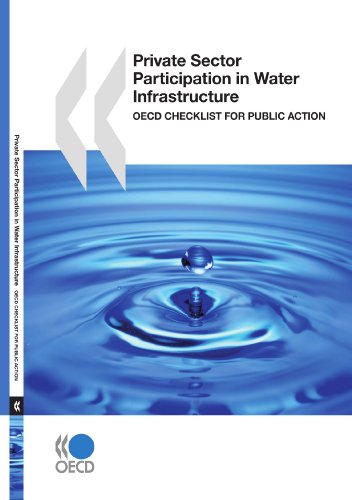 Private Sector
Participation in Water
Infrastructure
OECD CHECKLIST FOR PUBLIC ACTION
Private Sector Participation in Water Infrastructure OECD CHECKLIST FOR PUBLIC ACTION
OECD